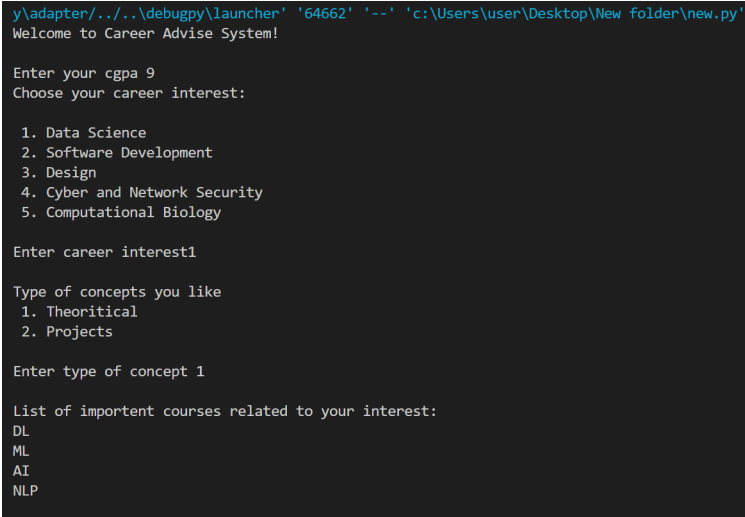 y\adapter/../..\debugpy\launcher' '64662' '--' 'c:\Users\user\Desktop\New folder\new.py'
Welcome to Career Advise System!
Enter your cgpa 9
Choose your career interest:
1. Data Science
2. Software Development
3. Design
4. Cyber and Network Security
5. Computational Biology
Enter career interest1
Type of concepts you like
1. Theoritical
2. Projects
Enter type of concept 1
List of importent courses related to your interest:
DL
ML
AI
NLP